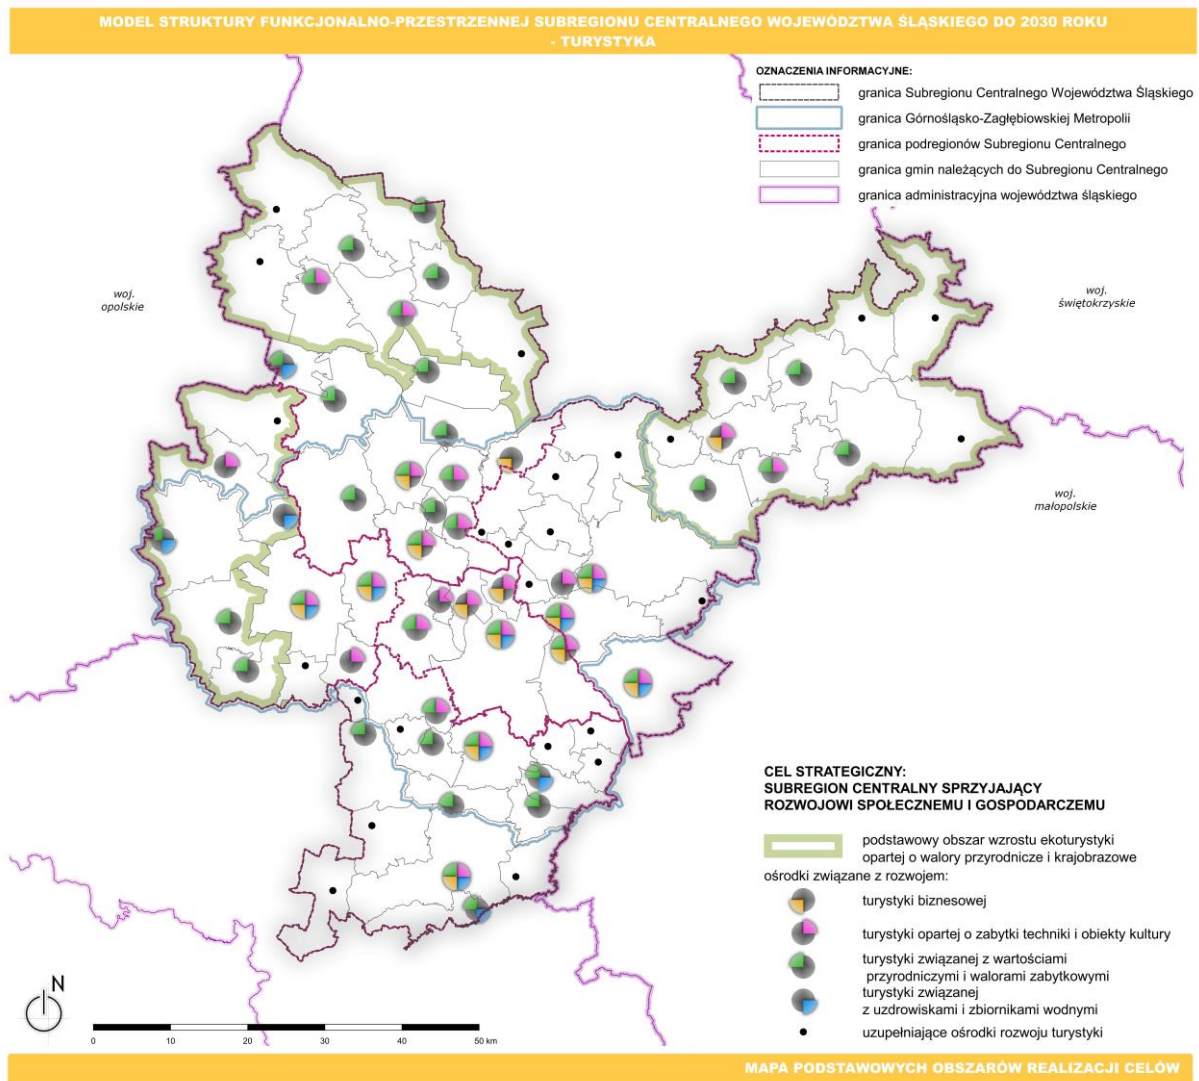 MODEL STRUKTURY FUNKCJONALNO-PRZESTRZENNEJ SUBREGIONU CENTRALNEGO WOJEWÓDZTWA ŚLĄSKIEGO DO 2030 ROKU
- TURYSTYKA
OZNACZENIA INFORMACYJNE:
granica Subregionu Centralnego Województwa Śląskiego
granica Górnośląsko-Zagłębiowskiej Metropolii
granica podregionów Subregionu Centralnego
granica gmin należących do Subregionu Centralnego
granica administracyjna województwa śląskiego
woj.
opolskie
woj.
świętokrzyskie
woj.
małopolskie
CEL STRATEGICZNY:
SUBREGION CENTRALNY SPRZYJAJĄCY
ROZWOJOWI SPOŁECZNEMU I GOSPODARCZEMU
podstawowy obszar wzrostu ekoturystyki
opartej o walory przyrodnicze i krajobrazowe
ośrodki związane z rozwojem:
turystyki biznesowej
turystyki opartej o zabytki techniki i obiekty kultury
turystyki związanej z wartościami
przyrodniczymi i walorami zabytkowymi
turystyki związanej
z uzdrowiskami i zbiornikami wodnymi
uzupełniające ośrodki rozwoju turystyki
N
0 10 20 30 40 50 km
MAPA PODSTAWOWYCH OBSZARÓW REALIZACJI CELÓW